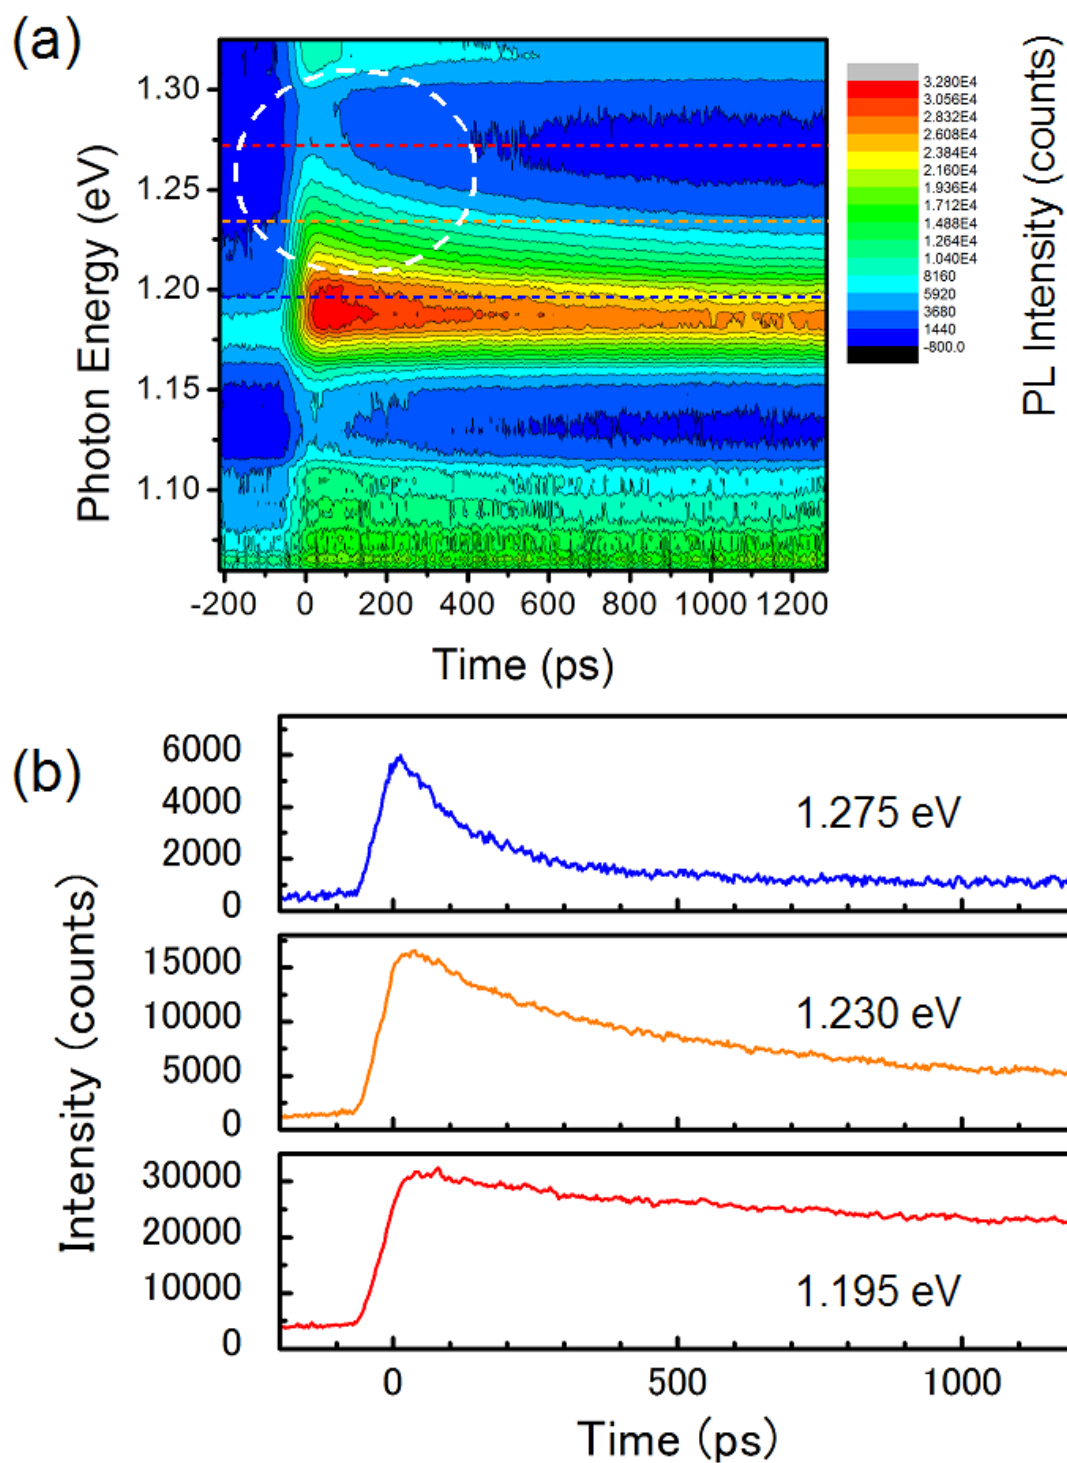 (a)
PL Intensity (counts)
Photon Energy (eV)
1.30
1.25
1.20
1.15
1.10
3.280E4
3.056E4
2.832E4
2.608E4
2.384E4
2.160E4
1.936E4
1.712E4
1.488E4
1.264E4
1.040E4
8160
5920
3680
1440
-800.0
-200 0 200 400 600 800 1000 1200
Time (ps)
(b)
Intensity (counts)
6000
4000
2000
0
1.275 eV
15000
10000
5000
0
1.230 eV
30000
20000
10000
0
1.195 eV
0 500 1000
Time (ps)